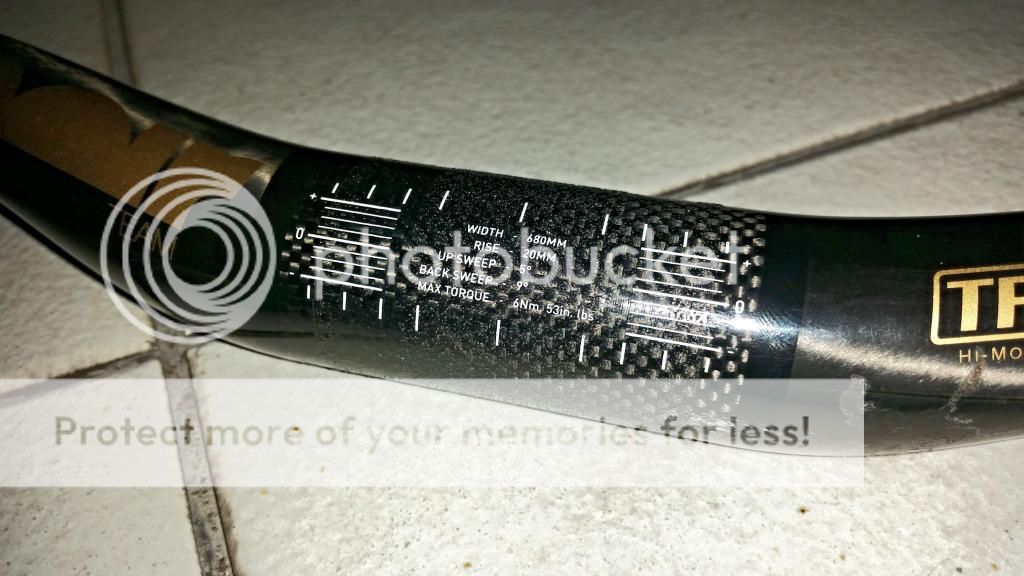 +
0
WIDTH 680MM
RISE 20MM
UP SWEEP 5°
BACK SWEEP 9°
MAX TORQUE 6Nm/53in.lbs
0
TR
HI-MO
photobucket
Protect more of your memories for less!